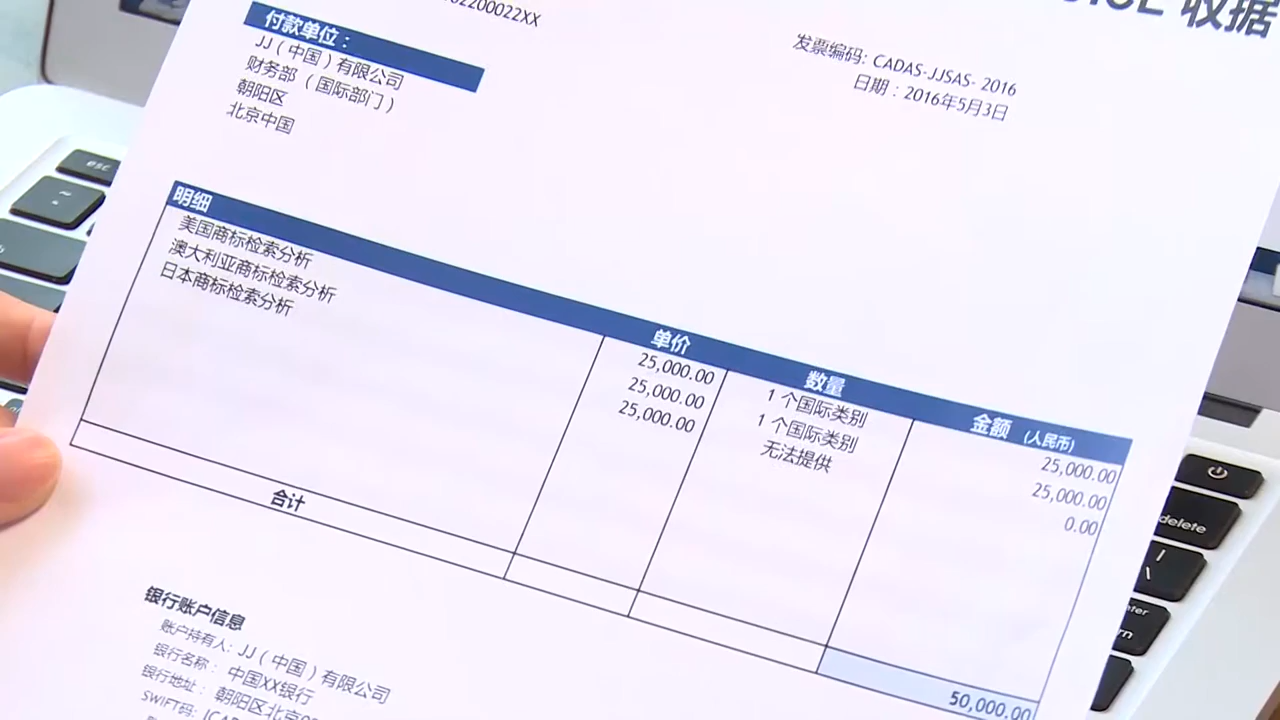 收据
02200022XX
付款单位：
JJ（中国）有限公司
财务部（国际部门）
朝阳区
北京中国
发票编码: CADAS-JJSAS- 2016
日期：2016年5月3日
明细 单价 数量 金额 (人民币)
美国商标检索分析 25,000.00 1 个国际类别 25,000.00
澳大利亚商标检索分析 25,000.00 1 个国际类别 25,000.00
日本商标检索分析 25,000.00 无法提供 0.00
合计 50,000.00
银行账户信息
账户持有人: JJ（中国）有限公司
银行名称： 中国XX银行
银行地址： 朝阳区北京
SWIFT码:
esc
delete